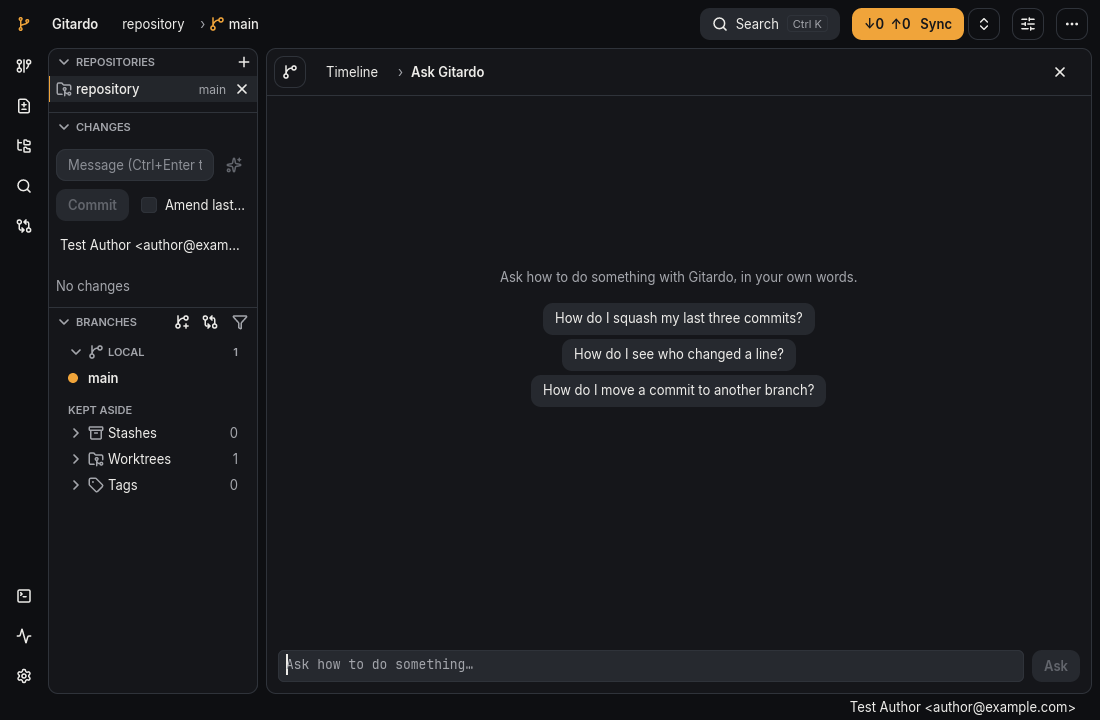 Gitardo repository › main Search Ctrl K ↓0 ↑0 Sync
REPOSITORIES
repository main
CHANGES
Message (Ctrl+Enter t
Commit Amend last...
Test Author <author@exam...
No changes
BRANCHES
LOCAL 1
main
KEPT ASIDE
Stashes 0
Worktrees 1
Tags 0
Timeline › Ask Gitardo
Ask how to do something with Gitardo, in your own words.
How do I squash my last three commits?
How do I see who changed a line?
How do I move a commit to another branch?
Ask how to do something… Ask
Test Author <author@example.com>